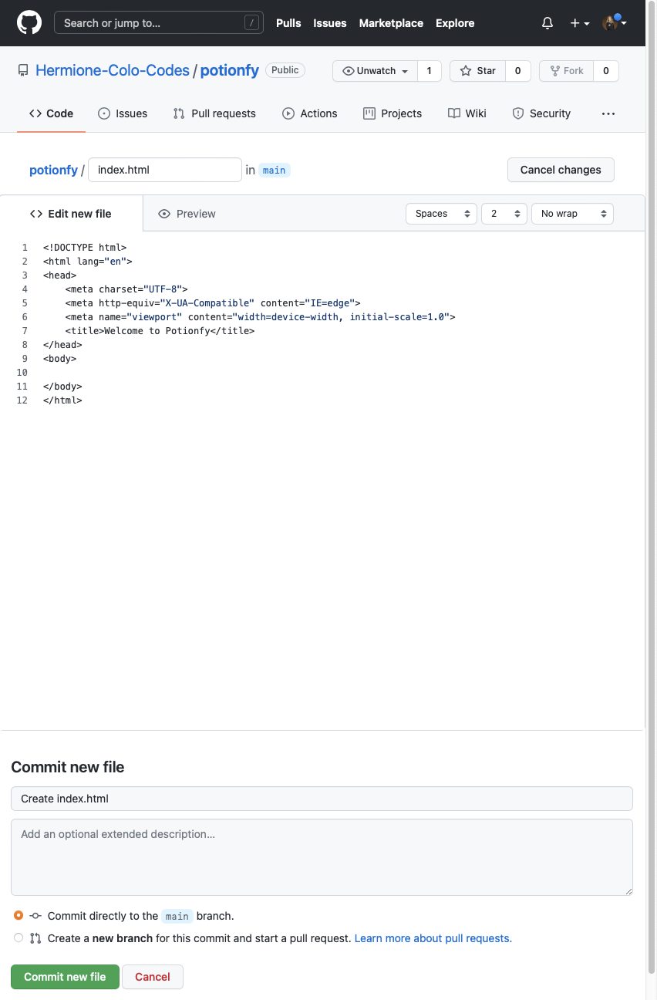 Search or jump to... /
Pulls Issues Marketplace Explore
Hermione-Colo-Codes / potionfy Public
Unwatch 1 Star 0 Fork 0
Code Issues Pull requests Actions Projects Wiki Security ...
potionfy / index.html in main Cancel changes
Edit new file Preview Spaces 2 No wrap
1 <!DOCTYPE html>
2 <html lang="en">
3 <head>
4 <meta charset="UTF-8">
5 <meta http-equiv="X-UA-Compatible" content="IE=edge">
6 <meta name="viewport" content="width=device-width, initial-scale=1.0">
7 <title>Welcome to Potionfy</title>
8 </head>
9 <body>
10
11 </body>
12 </html>
Commit new file
Create index.html
Add an optional extended description...
Commit directly to the main branch.
Create a new branch for this commit and start a pull request. Learn more about pull requests.
Commit new file Cancel